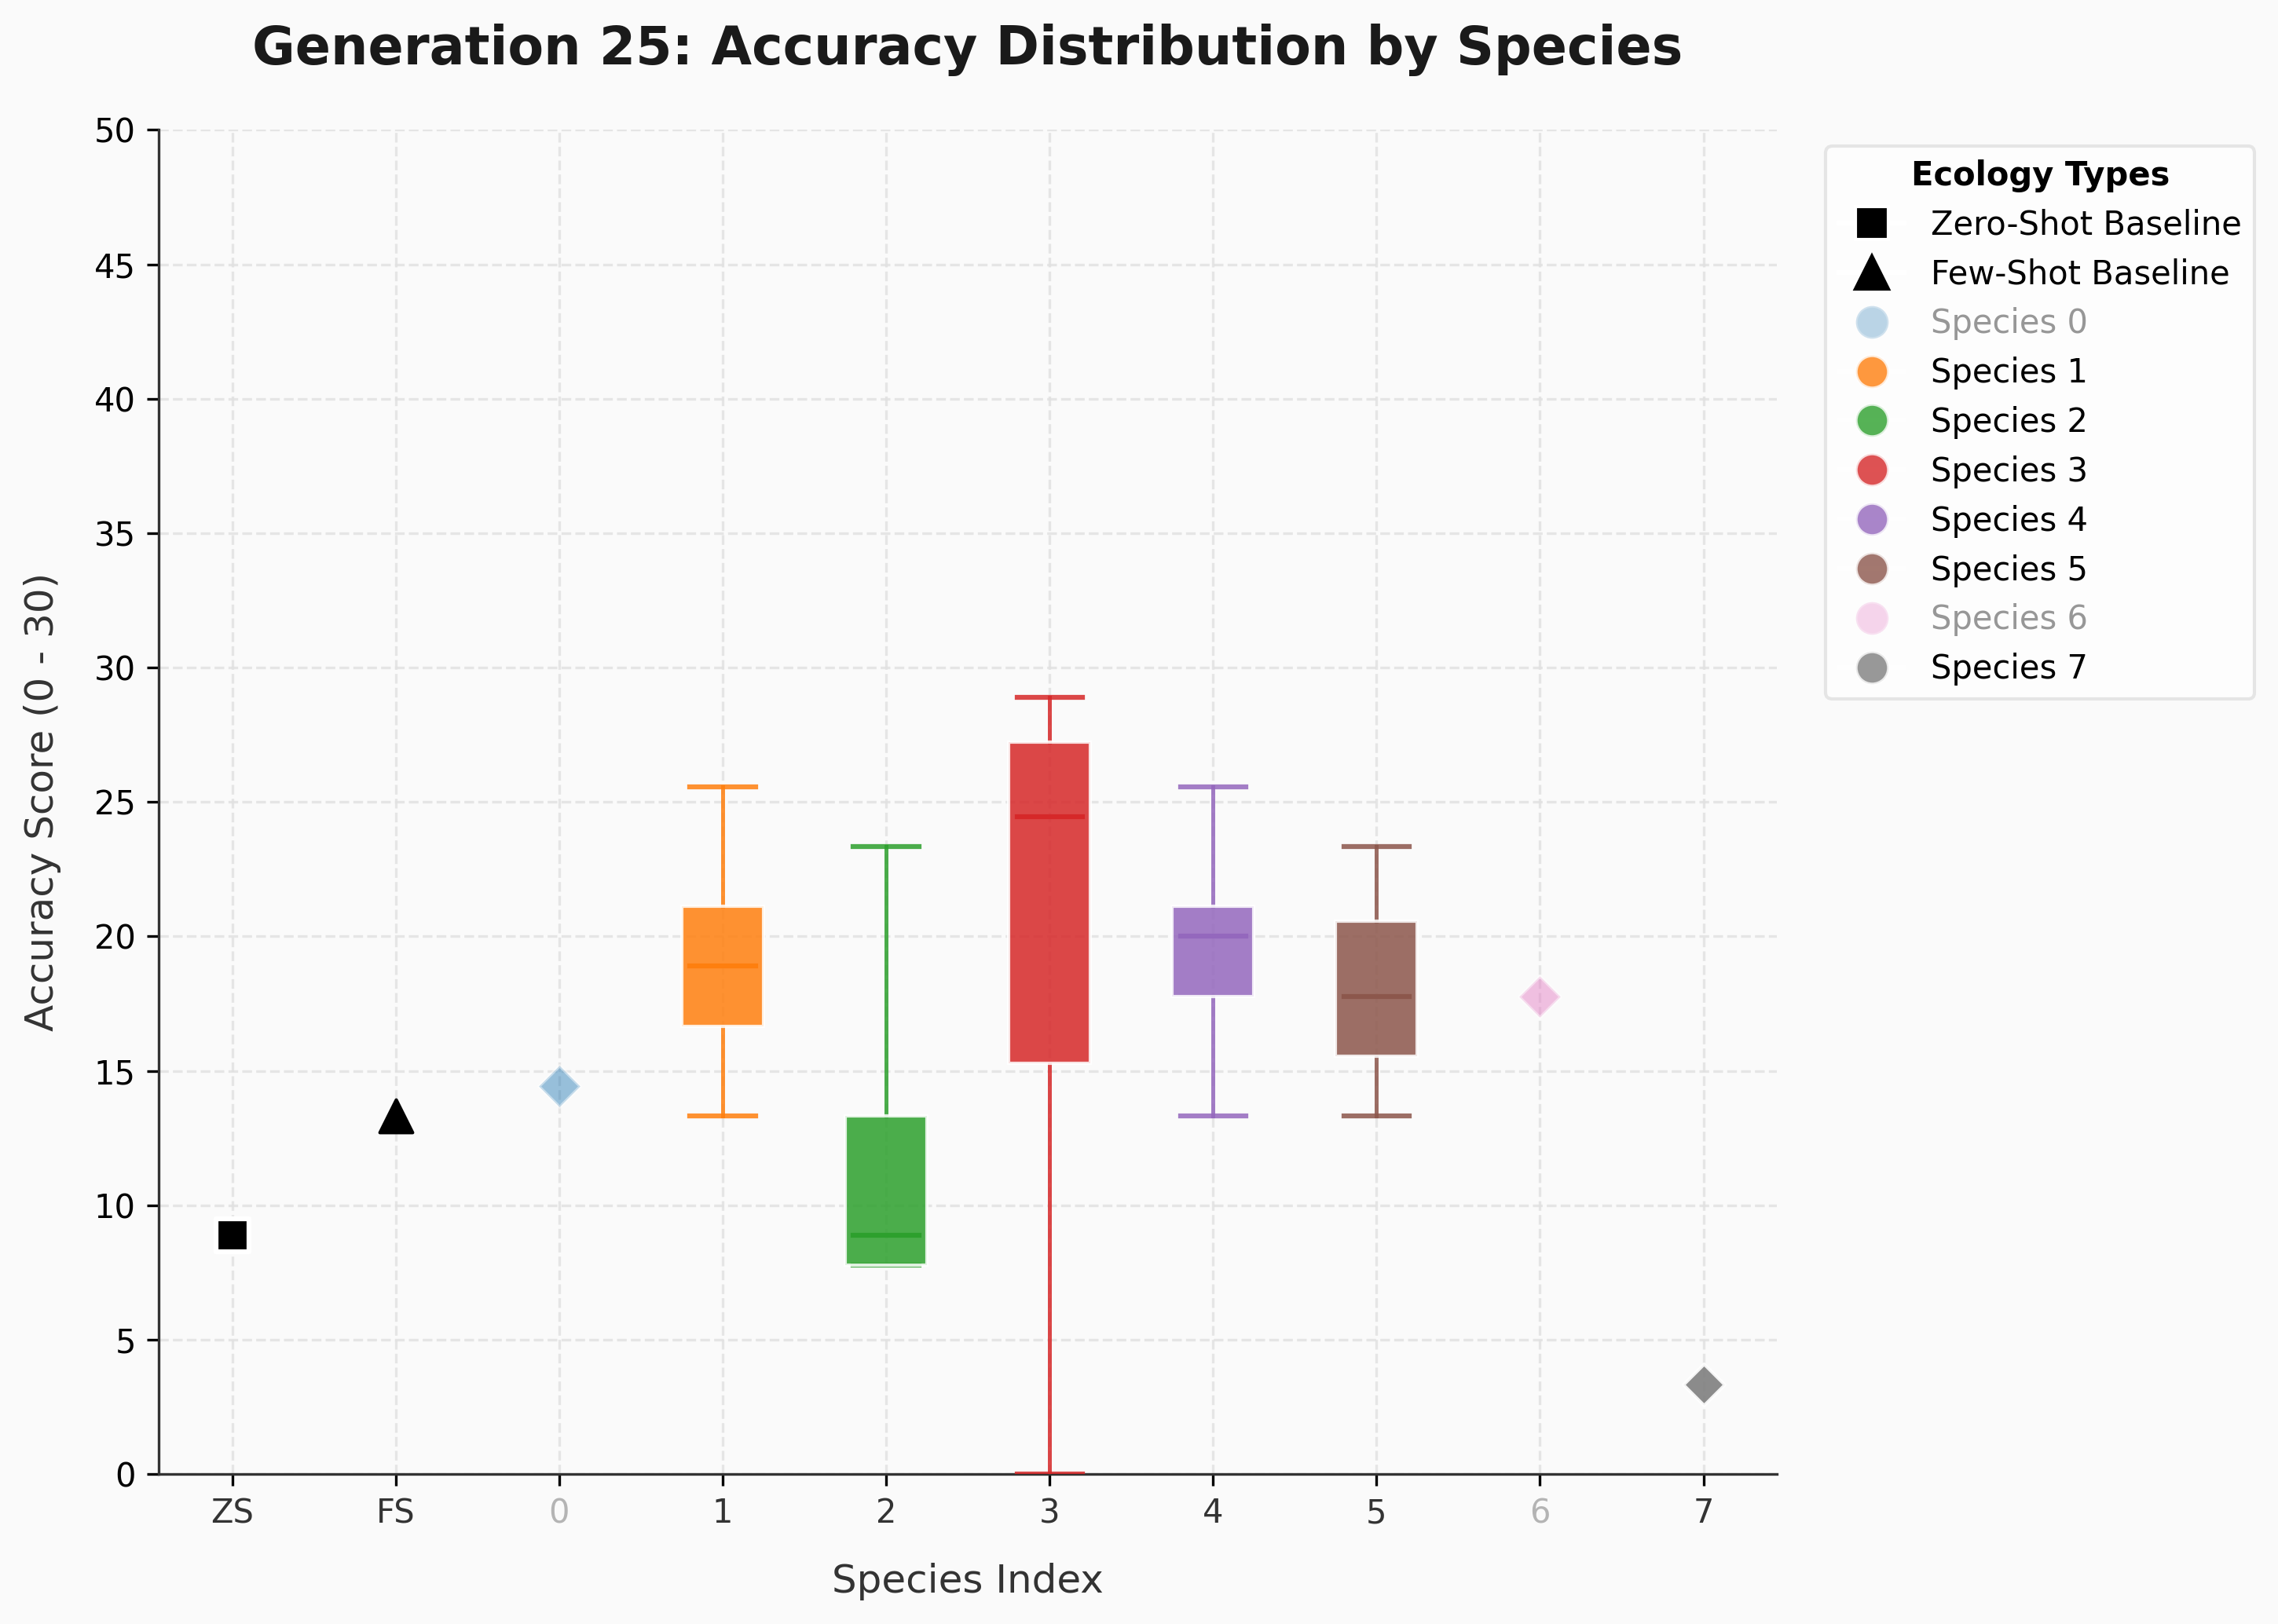 Generation 25: Accuracy Distribution by Species
50
45
40
35
30
25
20
15
10
5
0
Accuracy Score (0 - 30)
ZS FS 0 1 2 3 4 5 6 7
Species Index
Ecology Types
Zero-Shot Baseline
Few-Shot Baseline
Species 0
Species 1
Species 2
Species 3
Species 4
Species 5
Species 6
Species 7